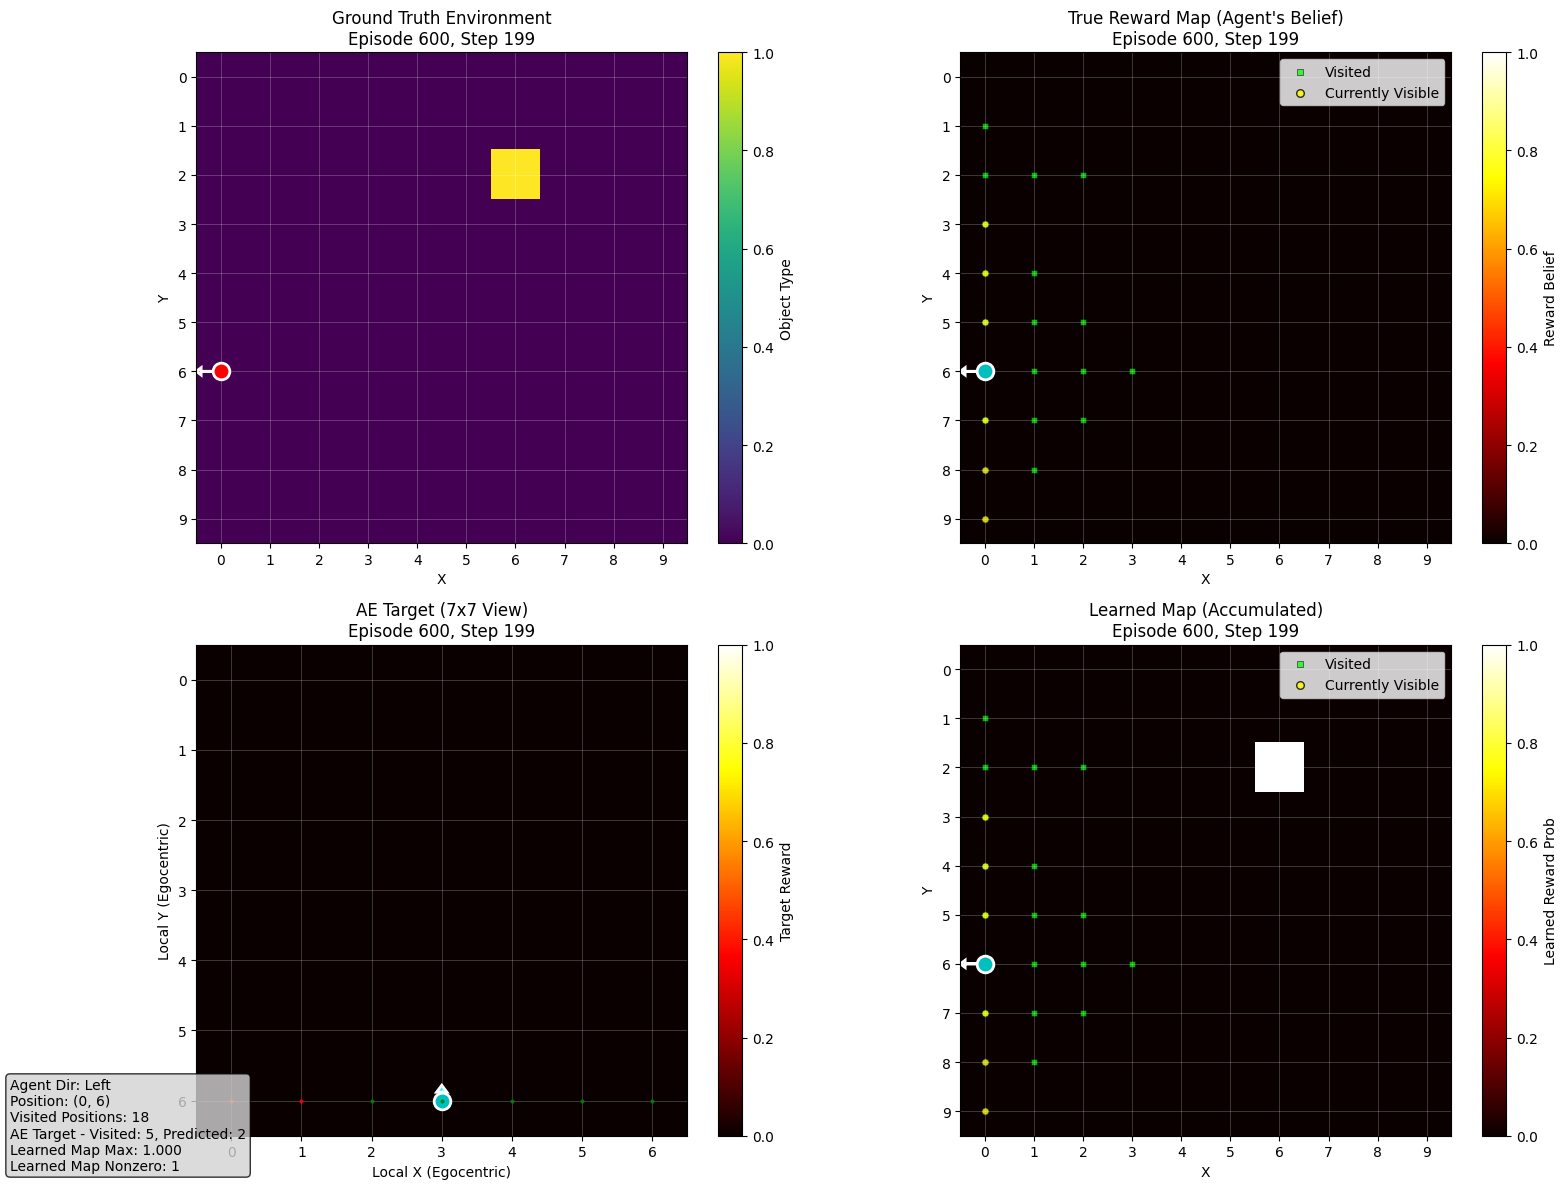 Ground Truth Environment
Episode 600, Step 199
0
1
2
3
4
5
6
7
8
9
Y
0 1 2 3 4 5 6 7 8 9
X
1.0
0.8
0.6
0.4
0.2
0.0
Object Type
True Reward Map (Agent's Belief)
Episode 600, Step 199
Visited
Currently Visible
0
1
2
3
4
5
6
7
8
9
Y
0 1 2 3 4 5 6 7 8 9
X
1.0
0.8
0.6
0.4
0.2
0.0
Reward Belief
AE Target (7x7 View)
Episode 600, Step 199
0
1
2
3
4
5
6
Local Y (Egocentric)
0 1 2 3 4 5 6
Local X (Egocentric)
1.0
0.8
0.6
0.4
0.2
0.0
Target Reward
Agent Dir: Left
Position: (0, 6)
Visited Positions: 18
AE Target - Visited: 5, Predicted: 2
Learned Map Max: 1.000
Learned Map Nonzero: 1
Learned Map (Accumulated)
Episode 600, Step 199
Visited
Currently Visible
0
1
2
3
4
5
6
7
8
9
Y
0 1 2 3 4 5 6 7 8 9
X
1.0
0.8
0.6
0.4
0.2
0.0
Learned Reward Prob